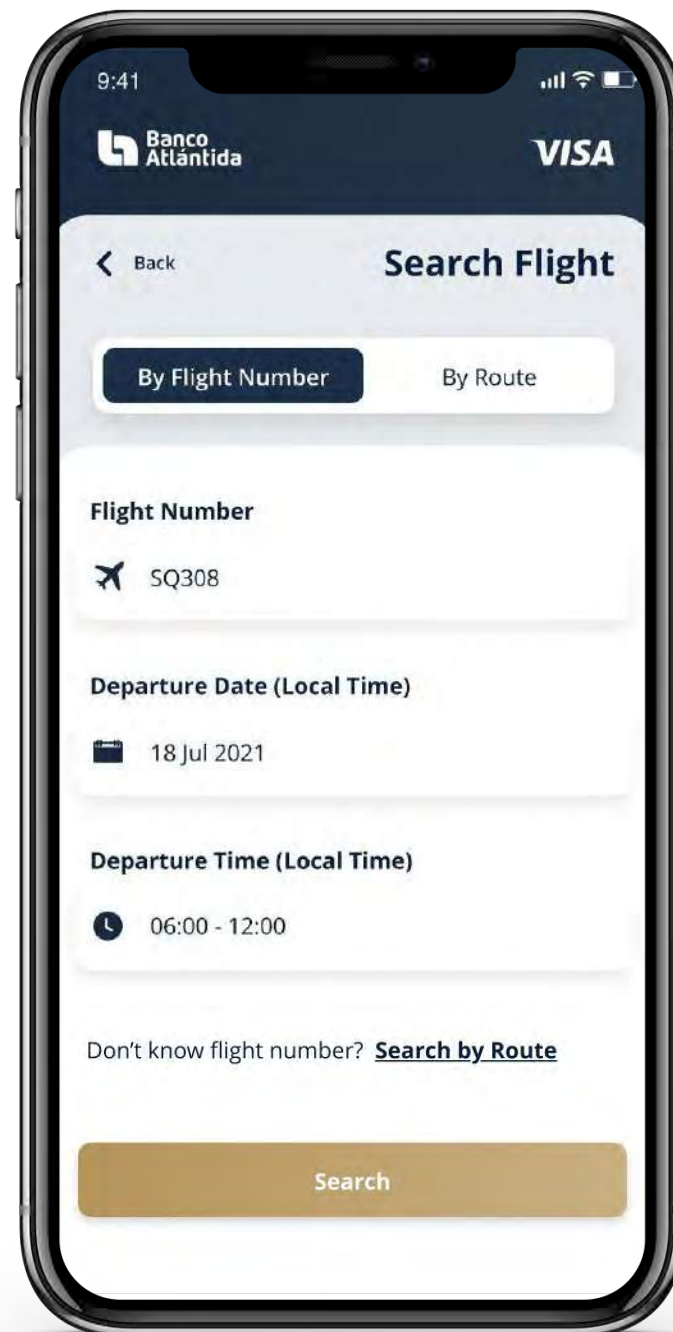 9:41
Banco
Atlántida
VISA
Back
Search Flight
By Flight Number
By Route
Flight Number
SQ308
Departure Date (Local Time)
18 Jul 2021
Departure Time (Local Time)
06:00 - 12:00
Don't know flight number? Search by Route
Search